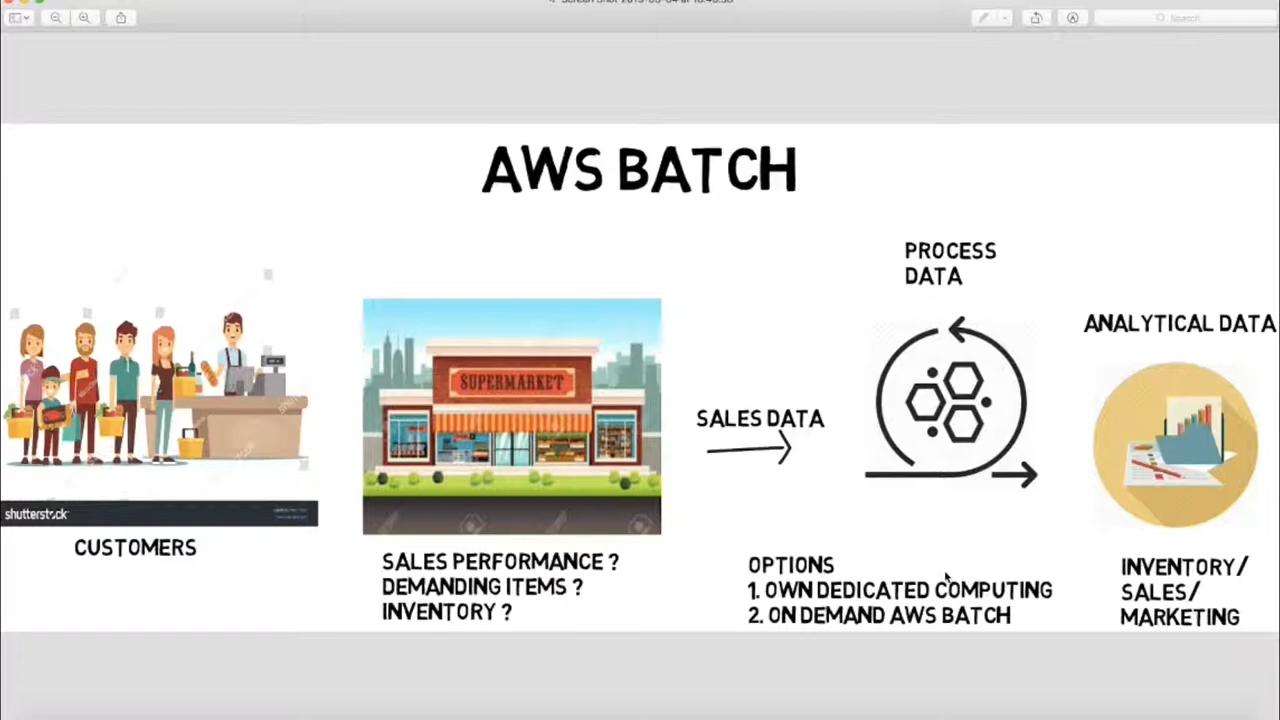 Search
AWS BATCH
PROCESS
DATA
ANALYTICAL DATA
SUPERMARKET
SALES DATA
shutterstock
CUSTOMERS
SALES PERFORMANCE ?
DEMANDING ITEMS ?
INVENTORY ?
OPTIONS
1. OWN DEDICATED COMPUTING
2. ON DEMAND AWS BATCH
INVENTORY/
SALES/
MARKETING